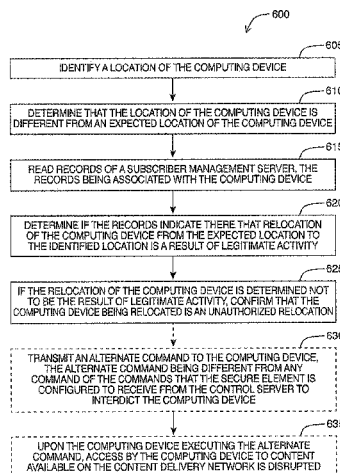 600
605
IDENTIFY A LOCATION OF THE COMPUTING DEVICE
610
DETERMINE THAT THE LOCATION OF THE COMPUTING DEVICE IS
DIFFERENT FROM AN EXPECTED LOCATION OF THE COMPUTING DEVICE
615
READ RECORDS OF A SUBSCRIBER MANAGEMENT SERVER, THE
RECORDS BEING ASSOCIATED WITH THE COMPUTING DEVICE
620
DETERMINE IF THE RECORDS INDICATE THERE THAT RELOCATION
OF THE COMPUTING DEVICE FROM THE EXPECTED LOCATION TO
THE IDENTIFIED LOCATION IS A RESULT OF LEGITIMATE ACTIVITY
625
IF THE RELOCATION OF THE COMPUTING DEVICE IS DETERMINED NOT
TO BE THE RESULT OF LEGITIMATE ACTIVITY, CONFIRM THAT THE
COMPUTING DEVICE BEING RELOCATED IS AN UNAUTHORIZED RELOCATION
630
TRANSMIT AN ALTERNATE COMMAND TO THE COMPUTING DEVICE,
THE ALTERNATE COMMAND BEING DIFFERENT FROM ANY
COMMAND OF THE COMMANDS THAT THE SECURE ELEMENT IS
CONFIGURED TO RECEIVE FROM THE CONTROL SERVER TO
INTERDICT THE COMPUTING DEVICE
635
UPON THE COMPUTING DEVICE EXECUTING THE ALTERNATE
COMMAND, ACCESS BY THE COMPUTING DEVICE TO CONTENT
AVAILABLE ON THE CONTENT DELIVERY NETWORK IS DISRUPTED